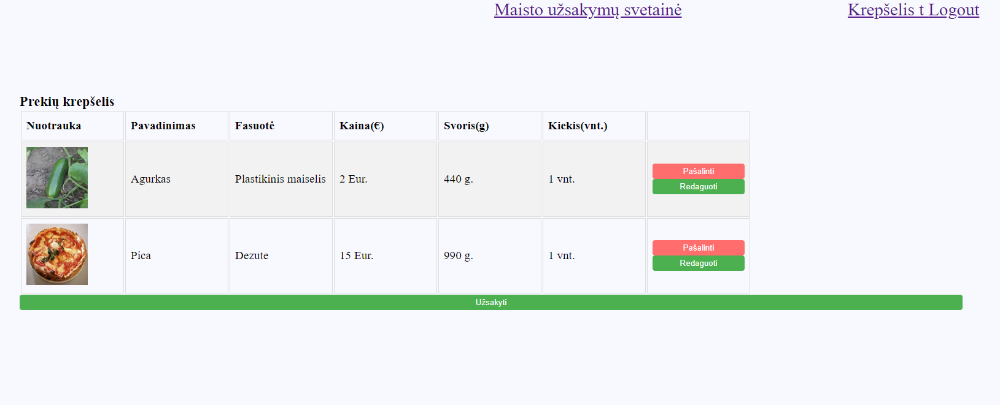 Maisto užsakymų svetainė Krepšelis t Logout
Prekių krepšelis
Nuotrauka Pavadinimas Fasuotė Kaina(€) Svoris(g) Kiekis(vnt.)
Agurkas Plastikinis maiselis 2 Eur. 440 g. 1 vnt. Pašalinti
Redaguoti
Pica Dezute 15 Eur. 990 g. 1 vnt. Pašalinti
Redaguoti
Užsakyti